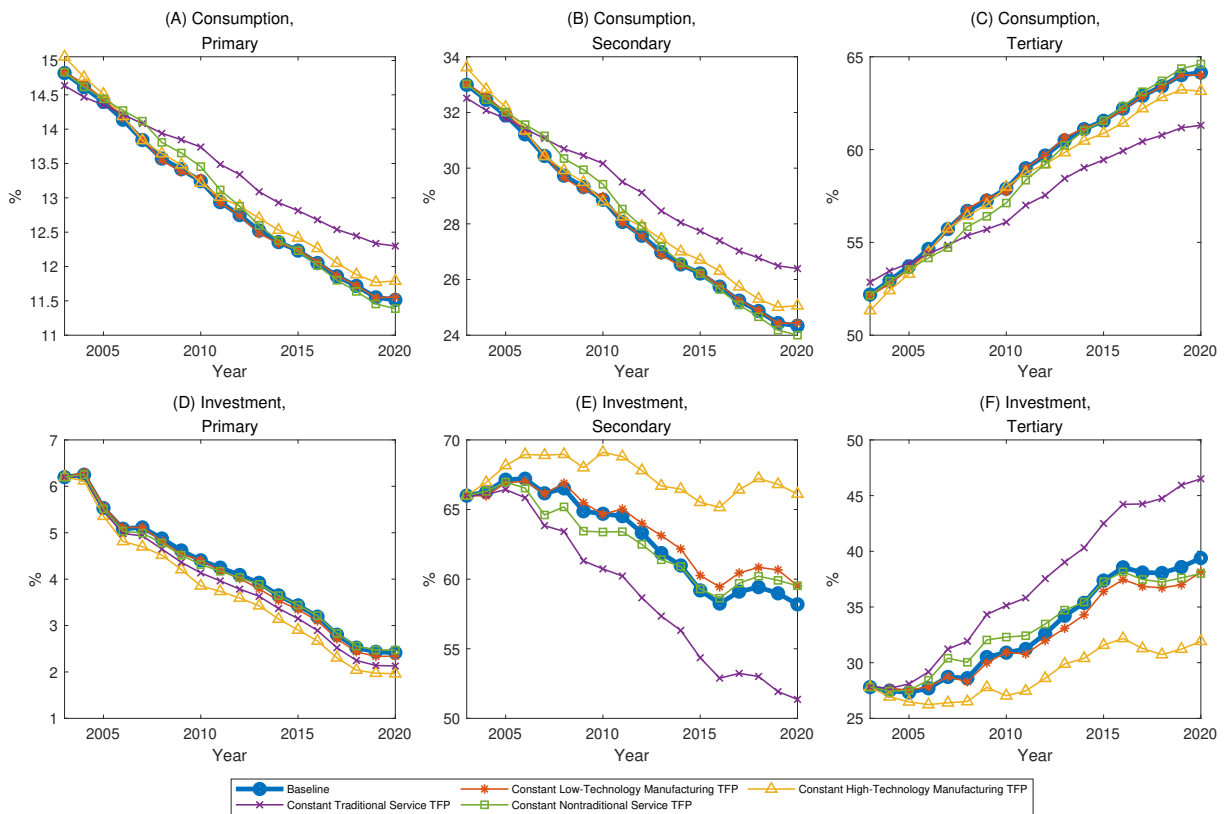 (A) Consumption,
Primary
15
14.5
14
13.5
13
12.5
12
11.5
11
%
2005 2010 2015 2020
Year
(B) Consumption,
Secondary
34
32
30
28
26
24
%
2005 2010 2015 2020
Year
(C) Consumption,
Tertiary
65
60
55
50
%
2005 2010 2015 2020
Year
(D) Investment,
Primary
7
6
5
4
3
2
1
%
2005 2010 2015 2020
Year
(E) Investment,
Secondary
70
65
60
55
50
%
2005 2010 2015 2020
Year
(F) Investment,
Tertiary
50
45
40
35
30
25
%
2005 2010 2015 2020
Year
Baseline Constant Low-Technology Manufacturing TFP Constant High-Technology Manufacturing TFP
Constant Traditional Service TFP Constant Nontraditional Service TFP